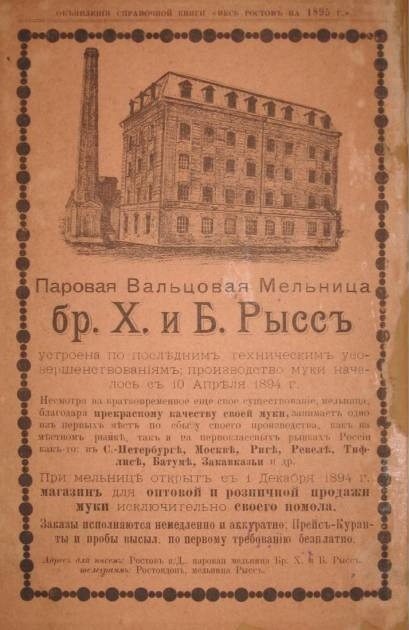 ОБЪЯВЛЕНІЯ СПРАВОЧНОЙ КНИГИ «ВЕСЬ РОСТОВЪ НА 1895 Г.».
Паровая Вальцовая Мельница
бр. Х. и Б. Рыссъ
устроена по послѣднимъ техническимъ усо-
вершенствованіямъ; производство муки нача-
лось съ 10 Апрѣля 1894 г.
Несмотря на кратковременное еще свое существованіе, мельница,
благодаря прекрасному качеству своей муки, занимаетъ одно
изъ первыхъ мѣстъ по сбыту своего производства, какъ на
мѣстномъ рынкѣ, такъ и на первоклассныхъ рынкахъ Россіи
какъ-то: въ С.-Петербургѣ, Москвѣ, Ригѣ, Ревелѣ, Тиф-
лисѣ, Батумѣ, Закавказьи и др.
При мельницѣ открытъ съ 1 Декабря 1894 г.
магазинъ для оптовой и розничной продажи
муки исключительно своего помола.
Заказы исполняются немедленно и аккуратно; Прейсъ-Куран-
ты и пробы высыл. по первому требованію безплатно.
Адресъ для писемъ: Ростовъ н/Д., паровая мельница Бр. Х. и Б. Рыссъ.
телеграммъ: Ростовдонъ, мельница Рыссъ.